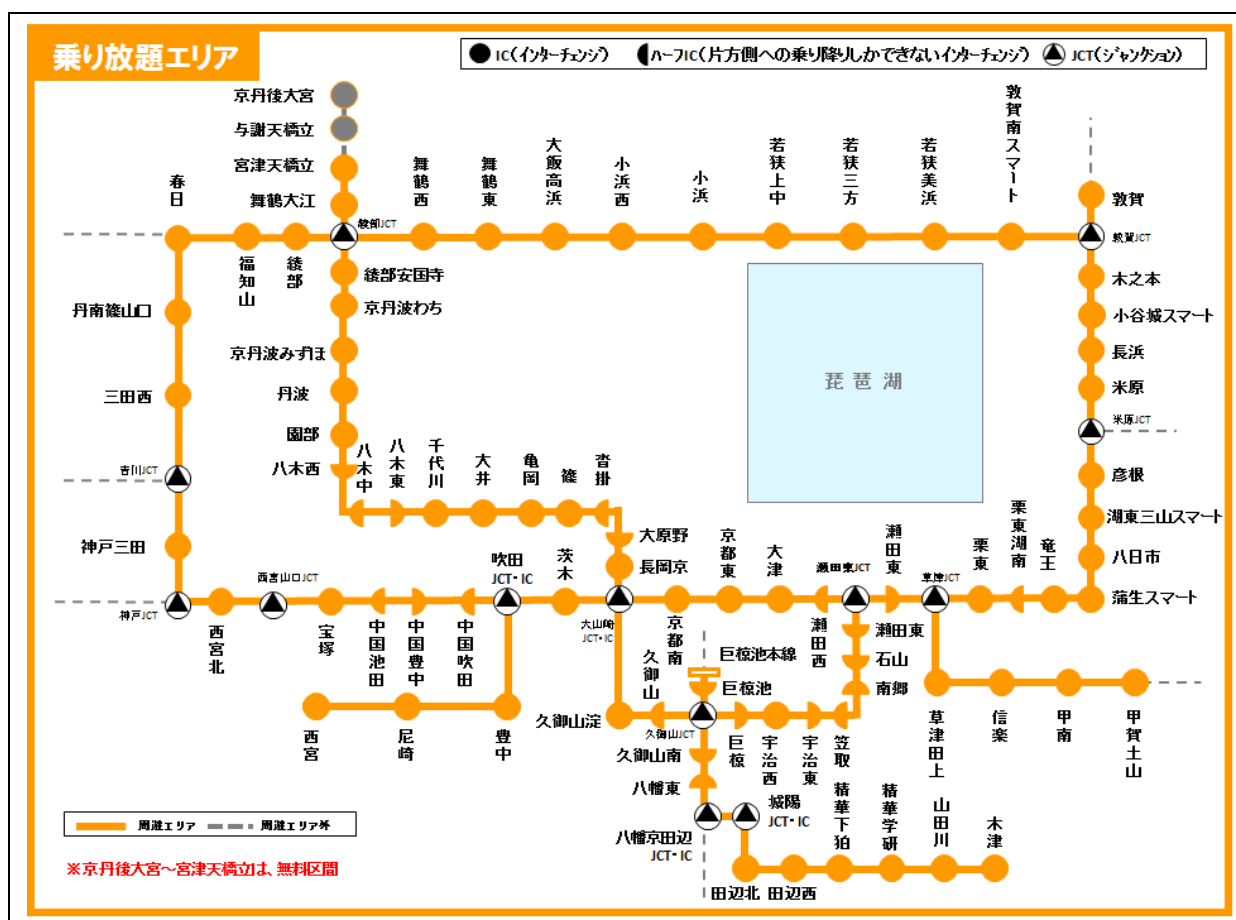 乗り放題エリア
IC(インターチェンジ)
ハーフIC(片方側への乗り降りしかできないインターチェンジ)
JCT(ジャンクション)
京丹後大宮
与謝天橋立
宮津天橋立
舞鶴大江
春日
福知山
綾部
綾部JCT
舞鶴西
舞鶴東
大飯高浜
小浜西
小浜
若狭上中
若狭三方
若狭美浜
敦賀南スマート
敦賀
敦賀JCT
木之本
小谷城スマート
長浜
米原
米原JCT
彦根
湖東三山スマート
八日市
蒲生スマート
丹南篠山口
三田西
吉川JCT
神戸三田
神戸JCT
綾部安国寺
京丹波わち
京丹波みずほ
丹波
園部
八木西
八木中
八木東
千代川
大井
亀岡
篠
沓掛
大原野
長岡京
琵琶湖
西宮北
西宮山口JCT
宝塚
中国池田
中国豊中
中国吹田
吹田
JCT・IC
茨木
大山崎
JCT・IC
京都南
京都東
大津
瀬田西
瀬田東JCT
瀬田東
草津JCT
栗東
栗東湖南
竜王
西宮
尼崎
豊中
瀬田東
石山
南郷
久御山淀
久御山
久御山JCT
巨椋池本線
巨椋池
巨椋
宇治西
宇治東
笠取
草津田上
信楽
甲南
甲賀土山
久御山南
八幡東
八幡京田辺
JCT・IC
城陽
JCT・IC
田辺北
田辺西
精華下狛
精華学研
山田川
木津
周遊エリア
周遊エリア外
※京丹後大宮～宮津天橋立は、無料区間